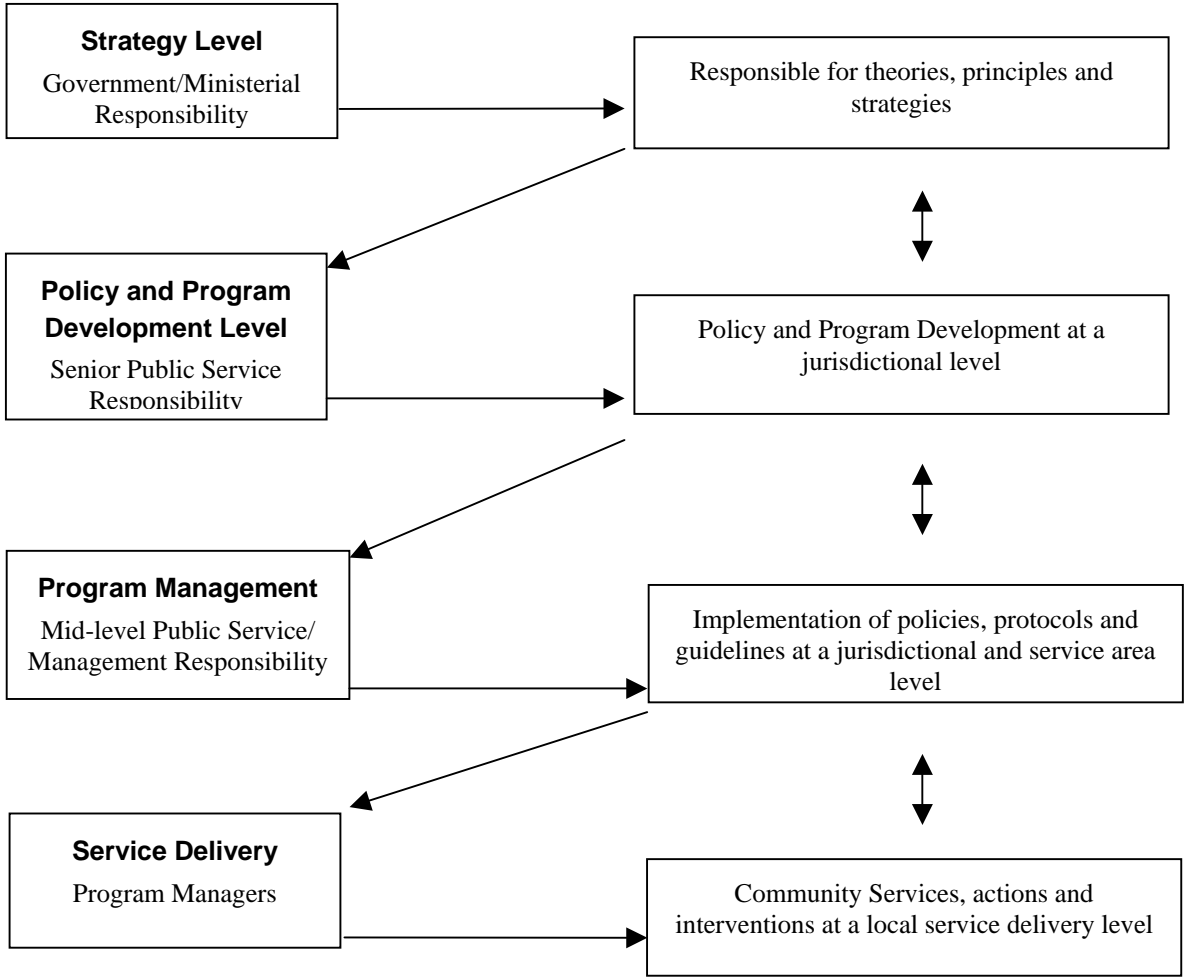 Strategy Level
Government/Ministerial
Responsibility
Responsible for theories, principles and
strategies
Policy and Program
Development Level
Senior Public Service
Responsibility
Policy and Program Development at a
jurisdictional level
Program Management
Mid-level Public Service/
Management Responsibility
Implementation of policies, protocols and
guidelines at a jurisdictional and service area
level
Service Delivery
Program Managers
Community Services, actions and
interventions at a local service delivery level